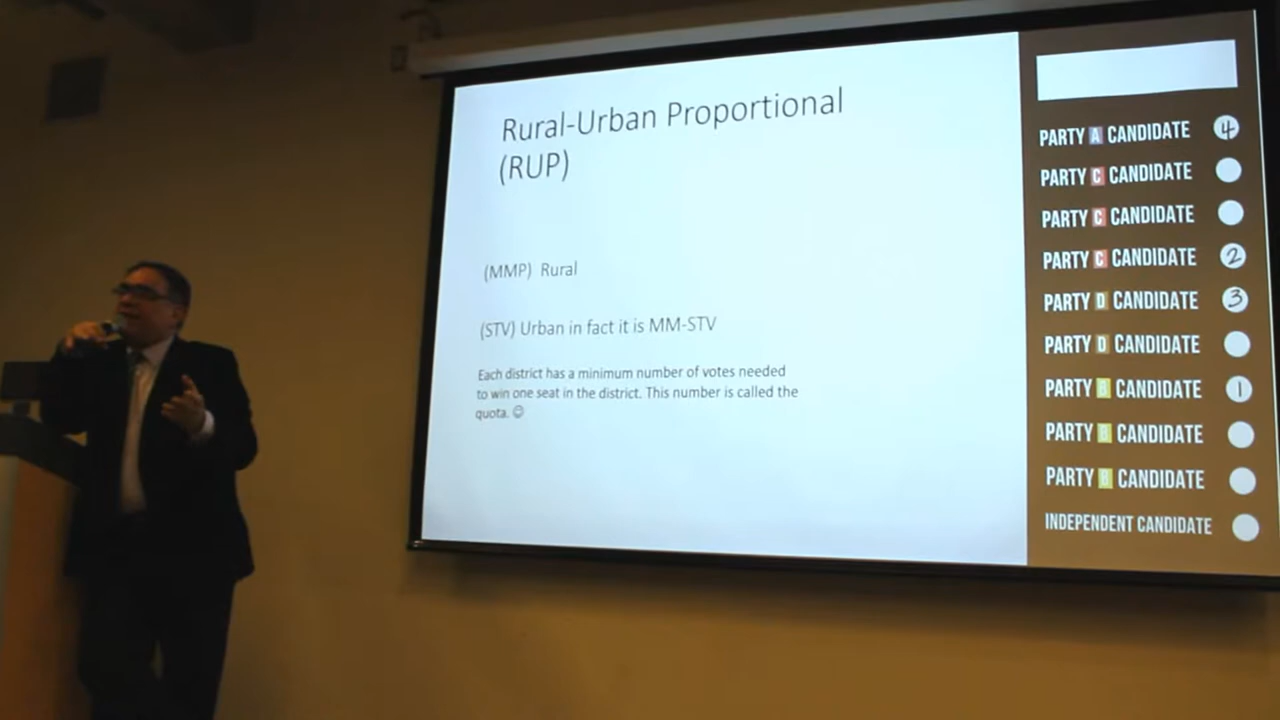 Rural-Urban Proportional
(RUP)
(MMP) Rural
(STV) Urban in fact it is MM-STV
Each district has a minimum number of votes needed
to win one seat in the district. This number is called the
quota. ☺
PARTY A CANDIDATE 4
PARTY C CANDIDATE
PARTY C CANDIDATE
PARTY C CANDIDATE 2
PARTY D CANDIDATE 3
PARTY D CANDIDATE
PARTY B CANDIDATE 1
PARTY B CANDIDATE
PARTY B CANDIDATE
INDEPENDENT CANDIDATE